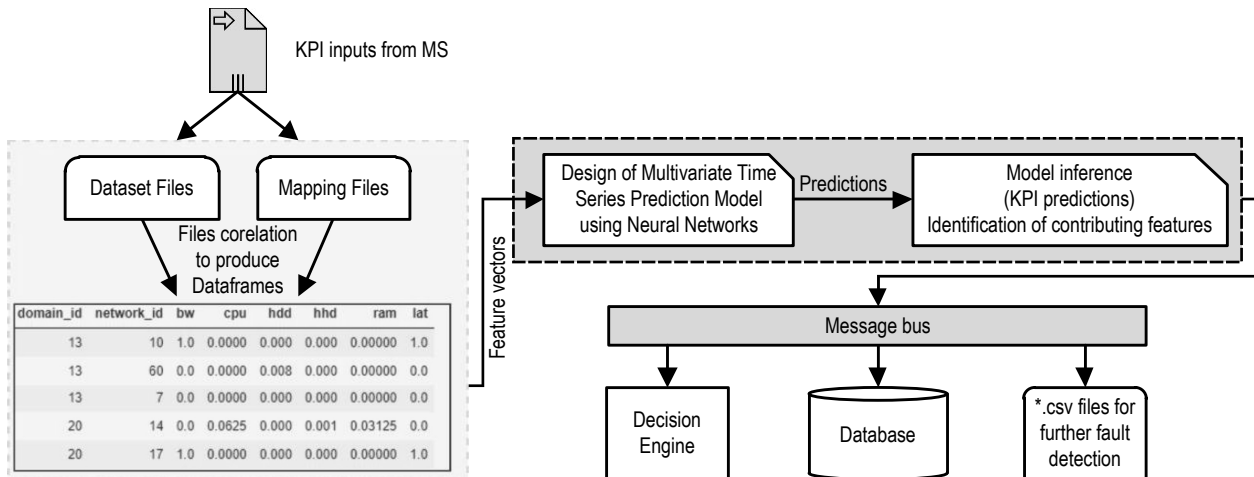 KPI inputs from MS
Dataset Files
Mapping Files
Files corelation
to produce
Dataframes
domain_id network_id bw cpu hdd hhd ram lat
13 10 1.0 0.0000 0.000 0.000 0.00000 1.0
13 60 0.0 0.0000 0.008 0.000 0.00000 0.0
13 7 0.0 0.0000 0.000 0.000 0.00000 0.0
20 14 0.0 0.0625 0.000 0.001 0.03125 0.0
20 17 1.0 0.0000 0.000 0.000 0.00000 1.0
Feature vectors
Design of Multivariate Time
Series Prediction Model
using Neural Networks
Predictions
Model inference
(KPI predictions)
Identification of contributing features
Message bus
Decision
Engine
Database
*.csv files for
further fault
detection